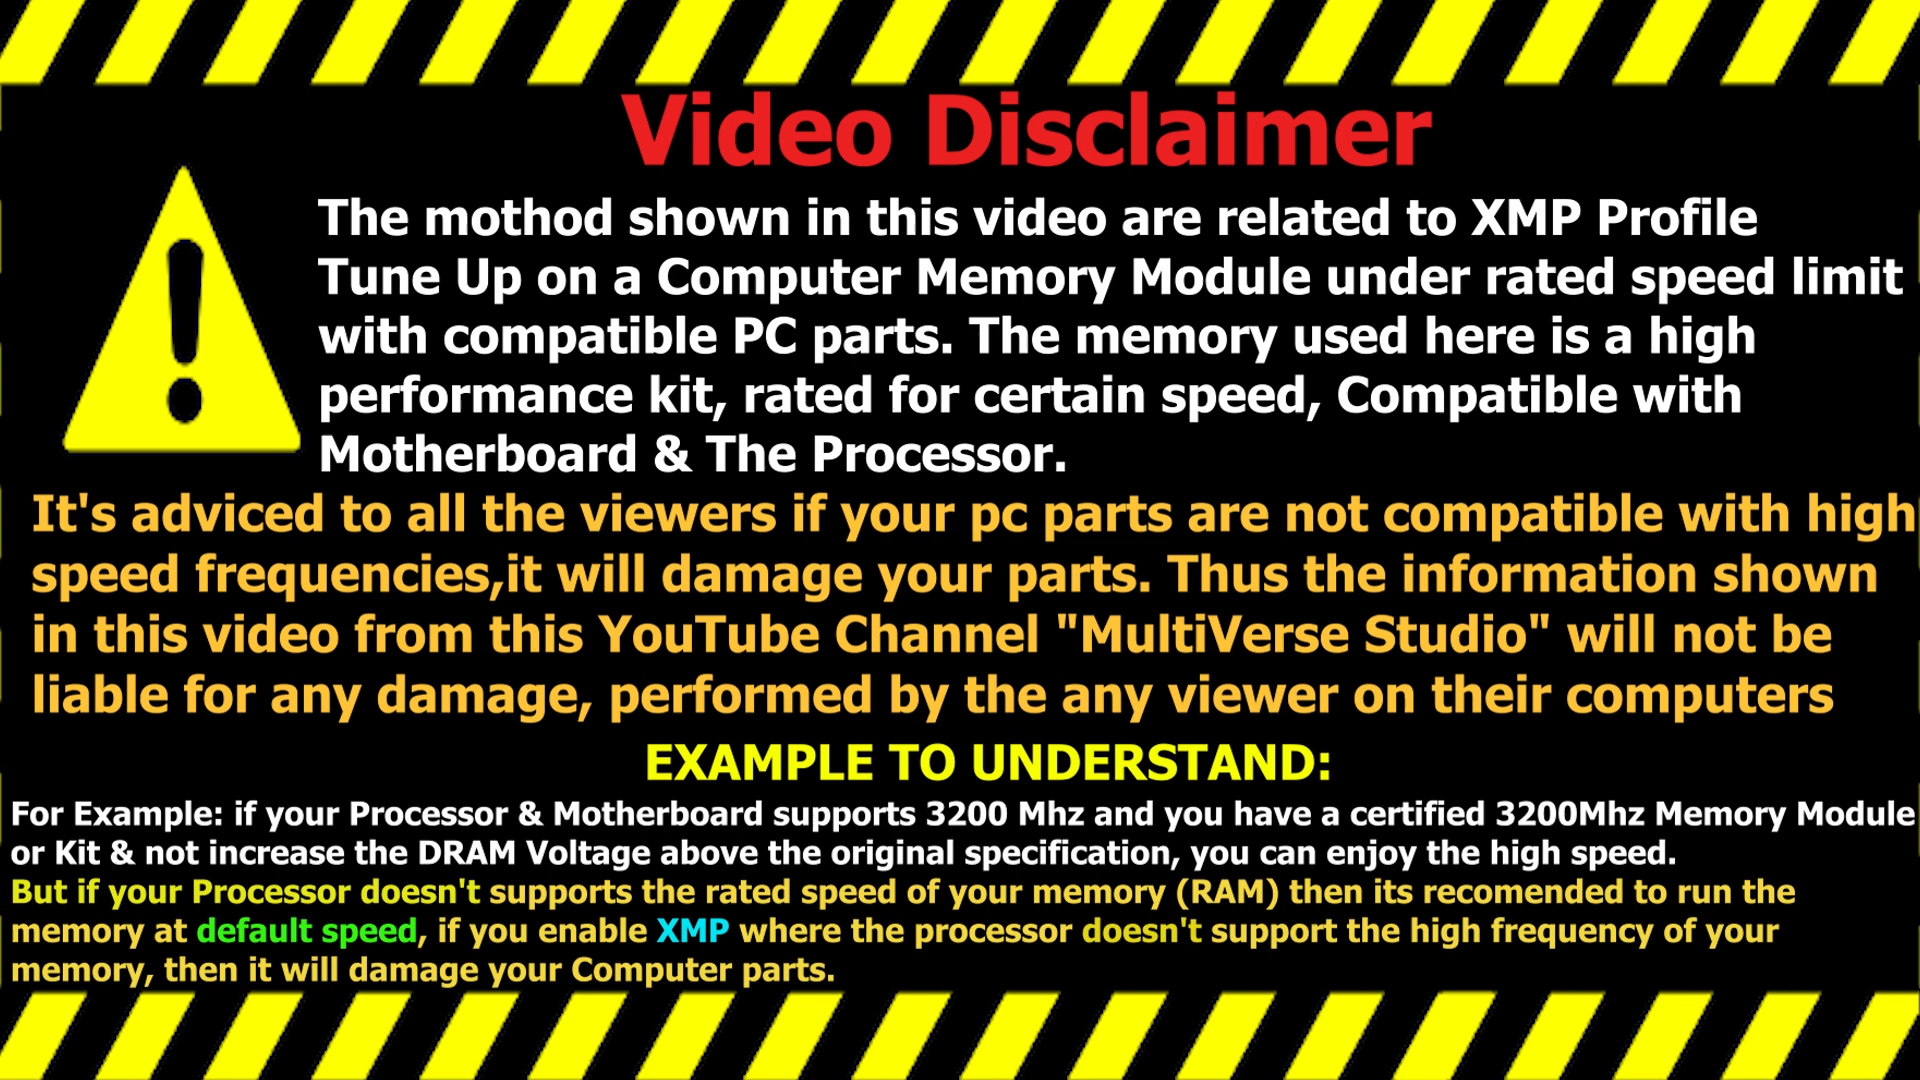 Video Disclaimer
The mothod shown in this video are related to XMP Profile
Tune Up on a Computer Memory Module under rated speed limit
with compatible PC parts. The memory used here is a high
performance kit, rated for certain speed, Compatible with
Motherboard & The Processor.
It's adviced to all the viewers if your pc parts are not compatible with high
speed frequencies,it will damage your parts. Thus the information shown
in this video from this YouTube Channel "MultiVerse Studio" will not be
liable for any damage, performed by the any viewer on their computers
EXAMPLE TO UNDERSTAND:
For Example: if your Processor & Motherboard supports 3200 Mhz and you have a certified 3200Mhz Memory Module
or Kit & not increase the DRAM Voltage above the original specification, you can enjoy the high speed.
But if your Processor doesn't supports the rated speed of your memory (RAM) then its recomended to run the
memory at default speed, if you enable XMP where the processor doesn't support the high frequency of your
memory, then it will damage your Computer parts.